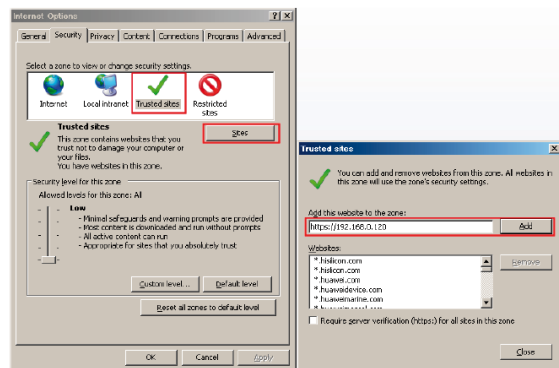 Internet Options
General Security Privacy Content Connections Programs Advanced
Select a zone to view or change security settings.
Internet Local intranet Trusted sites Restricted
sites
Trusted sites
Sites
This zone contains websites that you
trust not to damage your computer or
your files.
You have websites in this zone.
Security level for this zone
Allowed levels for this zone: All
Low
- Minimal safeguards and warning prompts are provided
- Most content is downloaded and run without prompts
- All active content can run
- Appropriate for sites that you absolutely trust
Custom level... Default level
Reset all zones to default level
OK Cancel Apply
Trusted sites
You can add and remove websites from this zone. All websites in
this zone will use the zone's security settings.
Add this website to the zone:
https://192.168.0.120 Add
Websites:
*.hisilicon.com
*.hislicon.com
*.huawei.com
*.huaweidevice.com
*.huaweimarine.com
Remove
Require server verification (https:) for all sites in this zone
Close